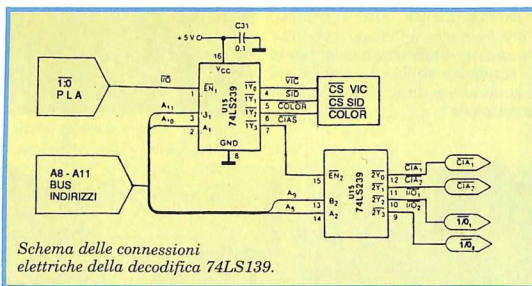 +5V
C31
0.1
16
Vcc
1:0
PLA
I/O
1
EN₁
1Y₀
4
VIC
CS VIC
A₁₁
3
1Y₁
5
SID
CS SID
A₁₀
2
A₁
1Y₂
6
COLOR
COLOR
1Y₃
7
CIAS
U15
74LS239
GND
8
A8 - A11
BUS
INDIRIZZI
15
EN₂
2Y₀
12
CIA₁
CIA₁
A₉
13
B₂
2Y₁
11
CIA₂
CIA₂
14
A₂
2Y₂
10
I/O₁
2Y₃
9
I/O₂
U15
74LS239
Schema delle connessioni
elettriche della decodifica 74LS139.